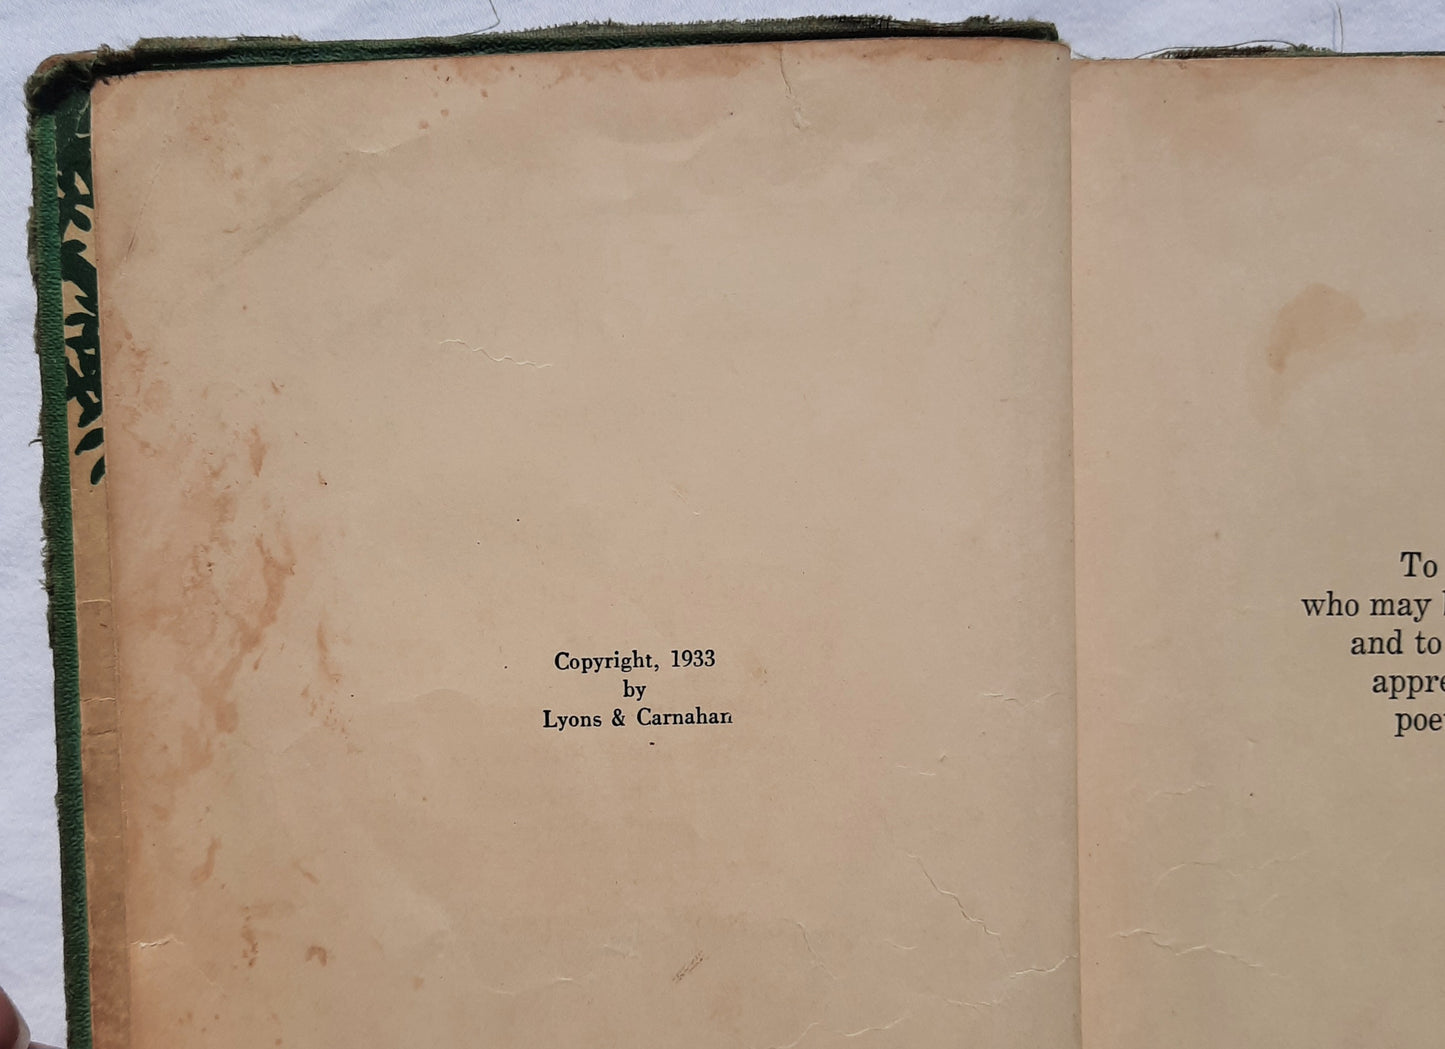 Copyright, 1933
by
Lyons & Carnahan
To
who may
and to
appre
poe